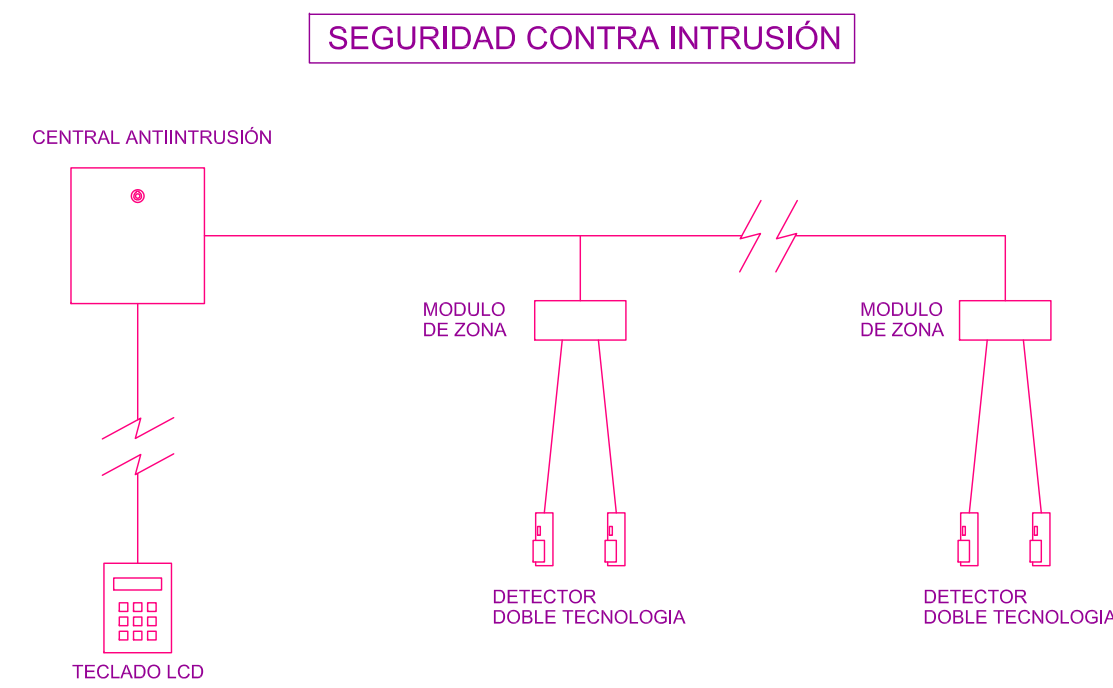 SEGURIDAD CONTRA INTRUSIÓN
CENTRAL ANTIINTRUSIÓN
MODULO
DE ZONA
MODULO
DE ZONA
DETECTOR
DOBLE TECNOLOGIA
DETECTOR
DOBLE TECNOLOGIA
TECLADO LCD